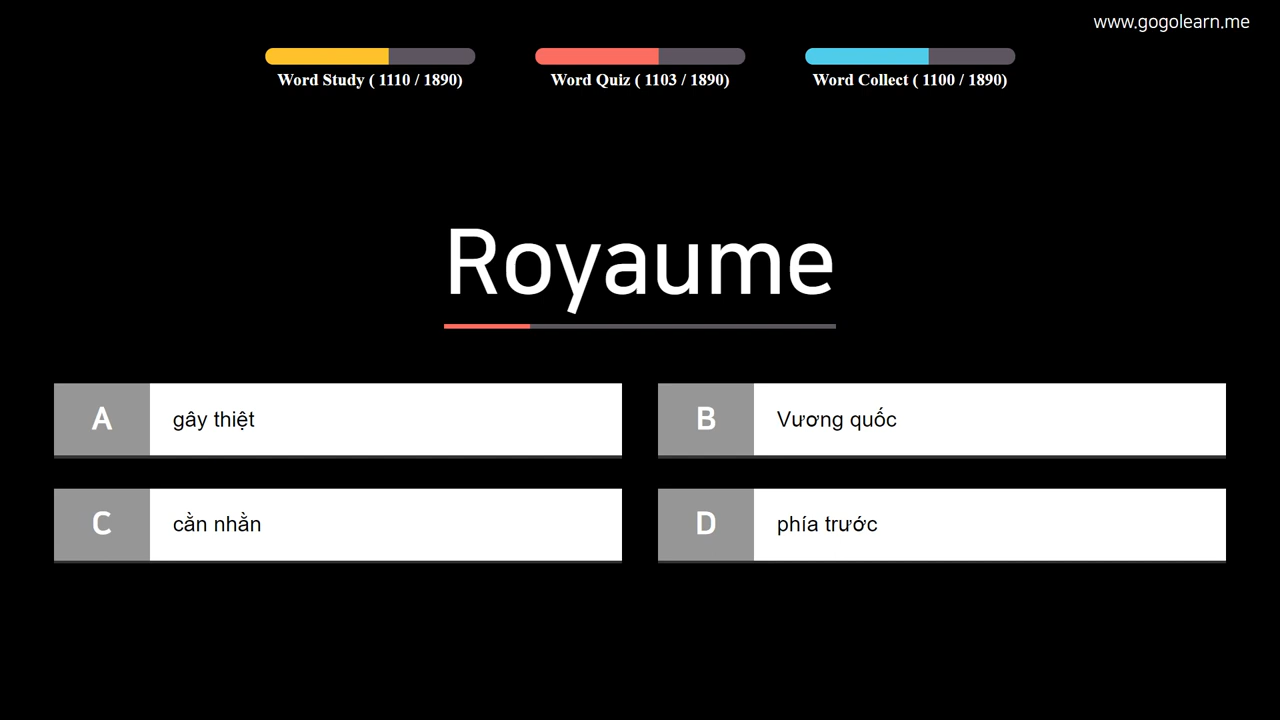 www.gogolearn.me
Word Study ( 1110 / 1890)
Word Quiz ( 1103 / 1890)
Word Collect ( 1100 / 1890)
Royaume
A gây thiệt
B Vương quốc
C cằn nhằn
D phía trước